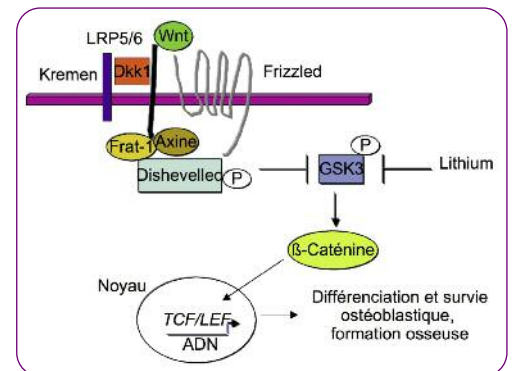 LRP5/6
Wnt
Kremen
Dkk1
Frizzled
Frat-1
Axine
Dishevelled
P
P
GSK3
Lithium
ß-Caténine
Noyau
TCF/LEF
ADN
Différenciation et survie
ostéoblastique,
formation osseuse